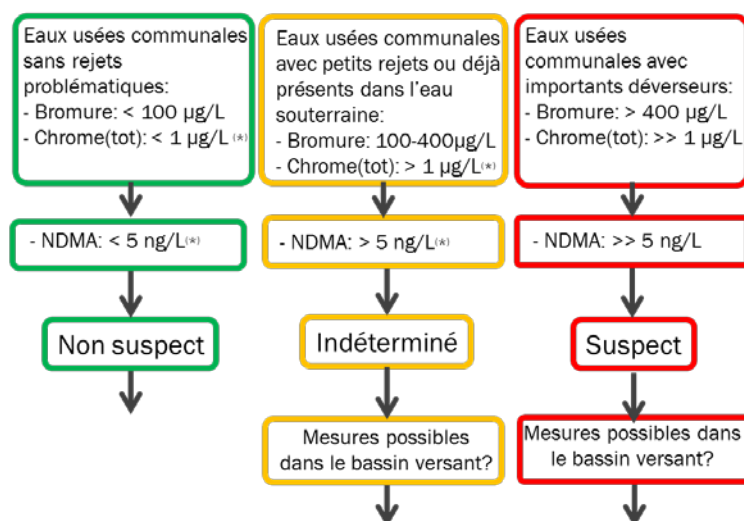 Eaux usées communales
sans rejets
problématiques:
- Bromure: < 100 µg/L
- Chrome(tot): < 1 µg/L (*)
Eaux usées communales
avec petits rejets ou déjà
présents dans l'eau
souterraine:
- Bromure: 100-400µg/L
- Chrome(tot): > 1 µg/L(*)
Eaux usées
communales avec
importants déverseurs:
- Bromure: > 400 µg/L
- Chrome(tot): >> 1 µg/L
- NDMA: < 5 ng/L(*)
- NDMA: > 5 ng/L(*)
- NDMA: >> 5 ng/L
Non suspect
Indéterminé
Suspect
Mesures possibles
dans le bassin versant?
Mesures possibles dans
le bassin versant?